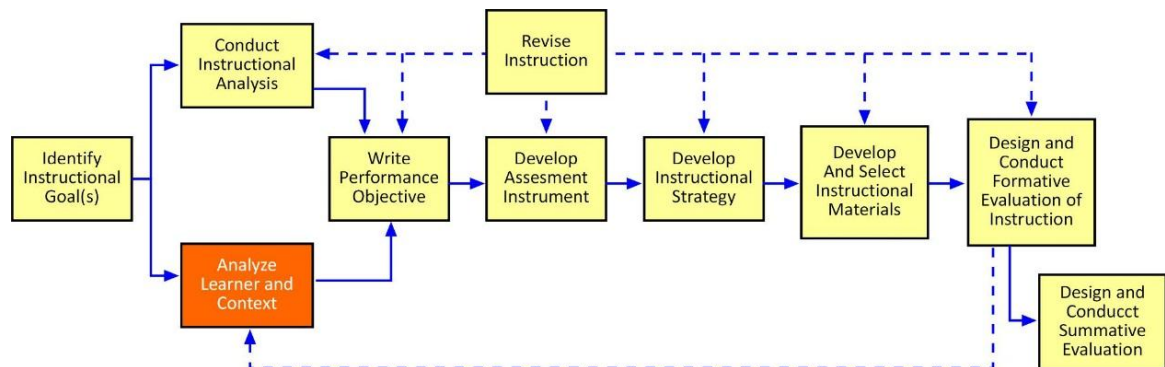 Conduct
Instructional
Analysis
Revise
Instruction
Identify
Instructional
Goal(s)
Write
Performance
Objective
Develop
Assesment
Instrument
Develop
Instructional
Strategy
Develop
And Select
Instructional
Materials
Design and
Conduct
Formative
Evaluation of
Instruction
Analyze
Learner and
Context
Design and
Conducct
Summative
Evaluation